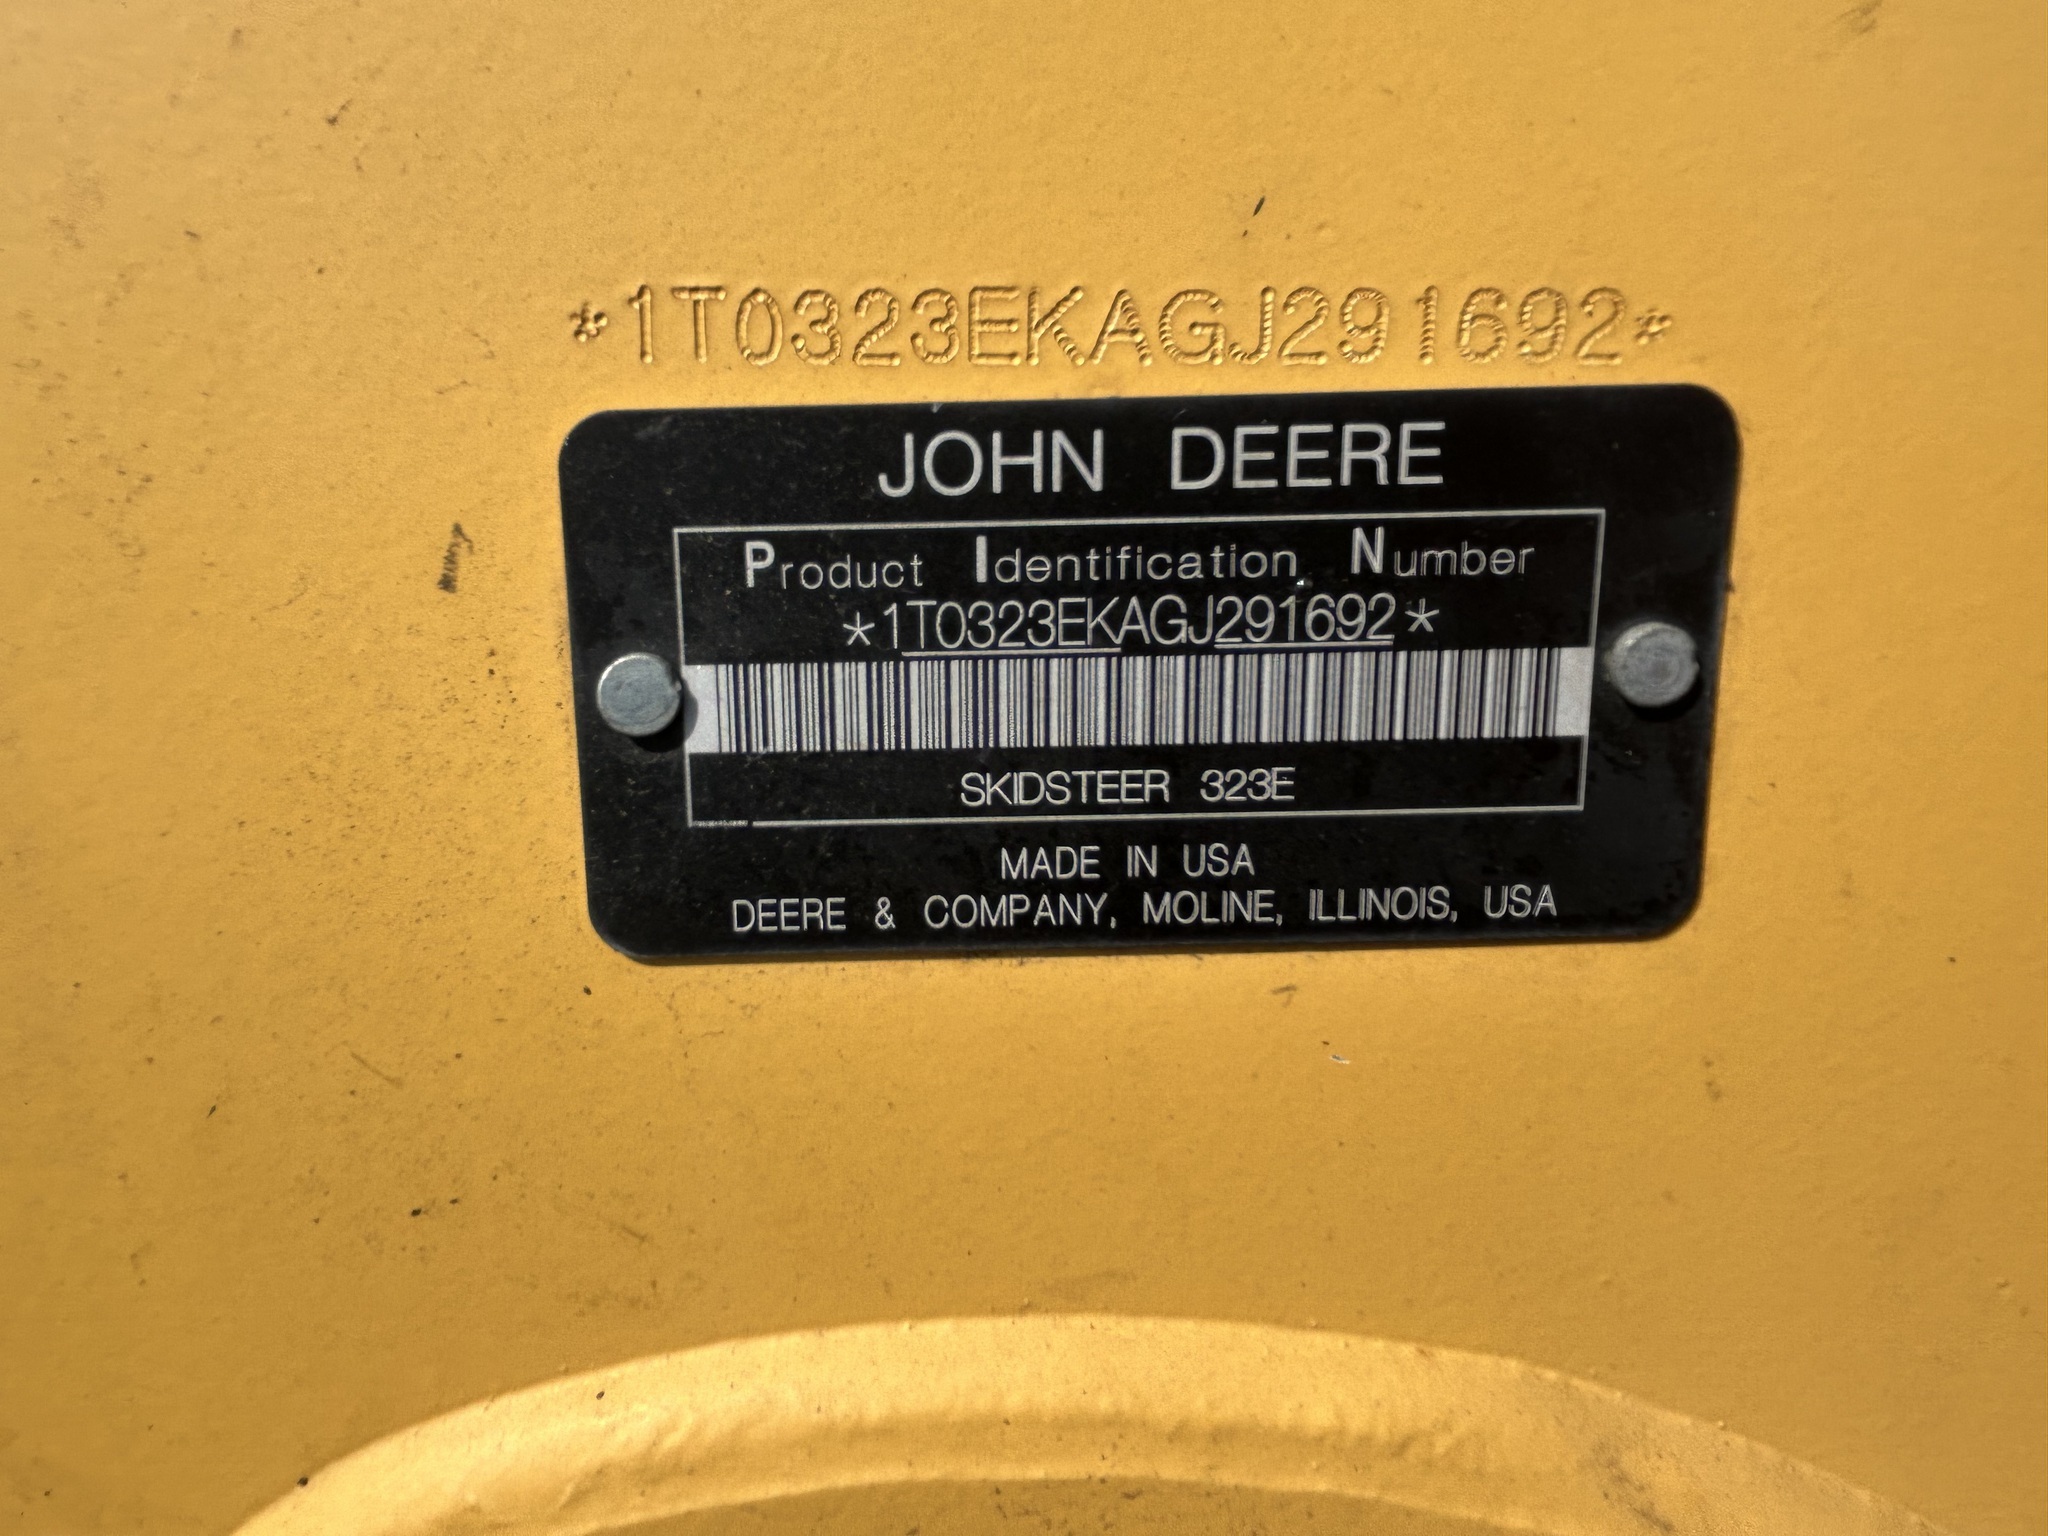 *1T0323EKAGJ291692*
JOHN DEERE
Product Identification Number
*1T0323EKAGJ291692*
SKIDSTEER 323E
MADE IN USA
DEERE & COMPANY, MOLINE, ILLINOIS, USA